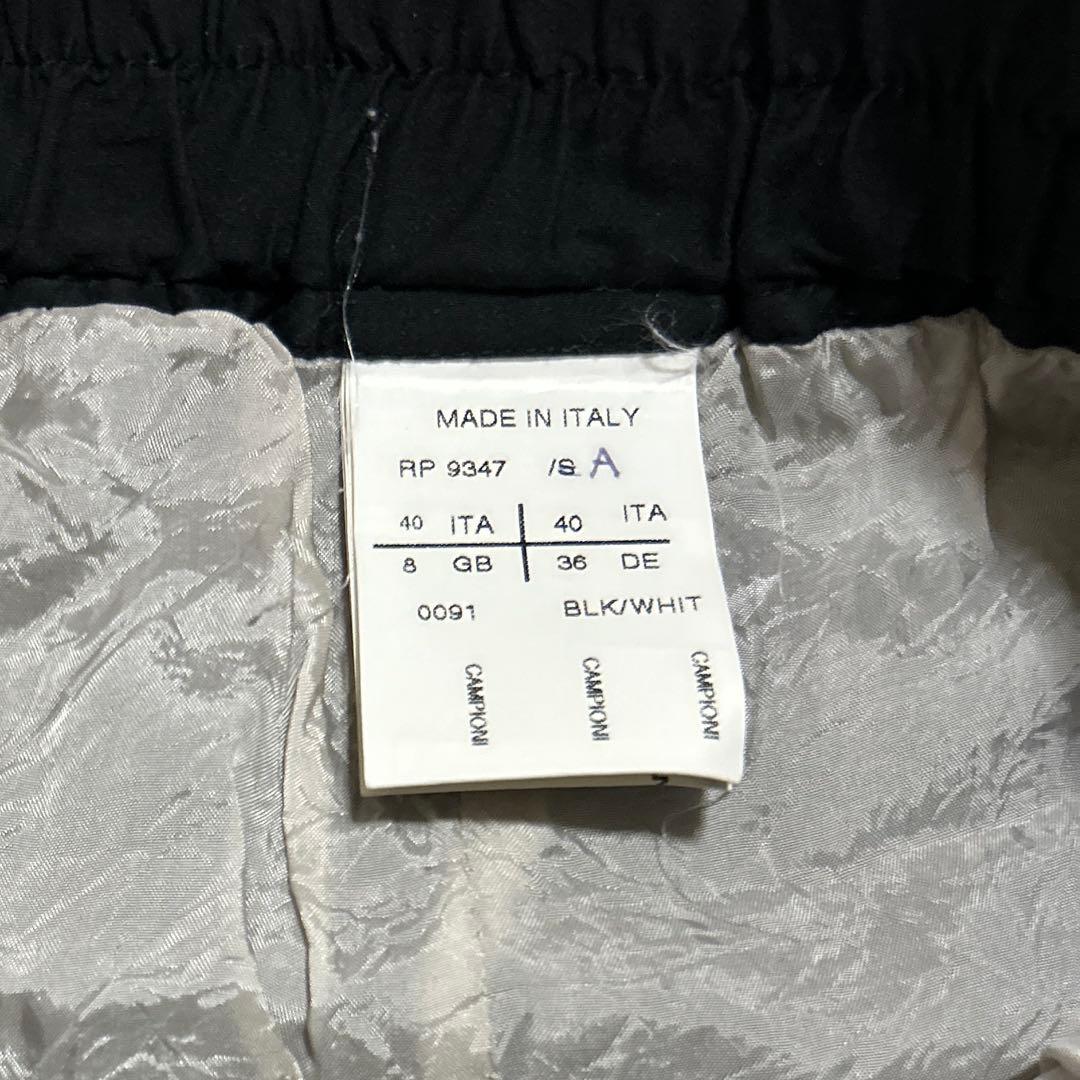 MADE IN ITALY
RP 9347 /S A
40 ITA 40 ITA
8 GB 36 DE
0091 BLK/WHIT
CAMPIONI CAMPIONI CAMPIONI